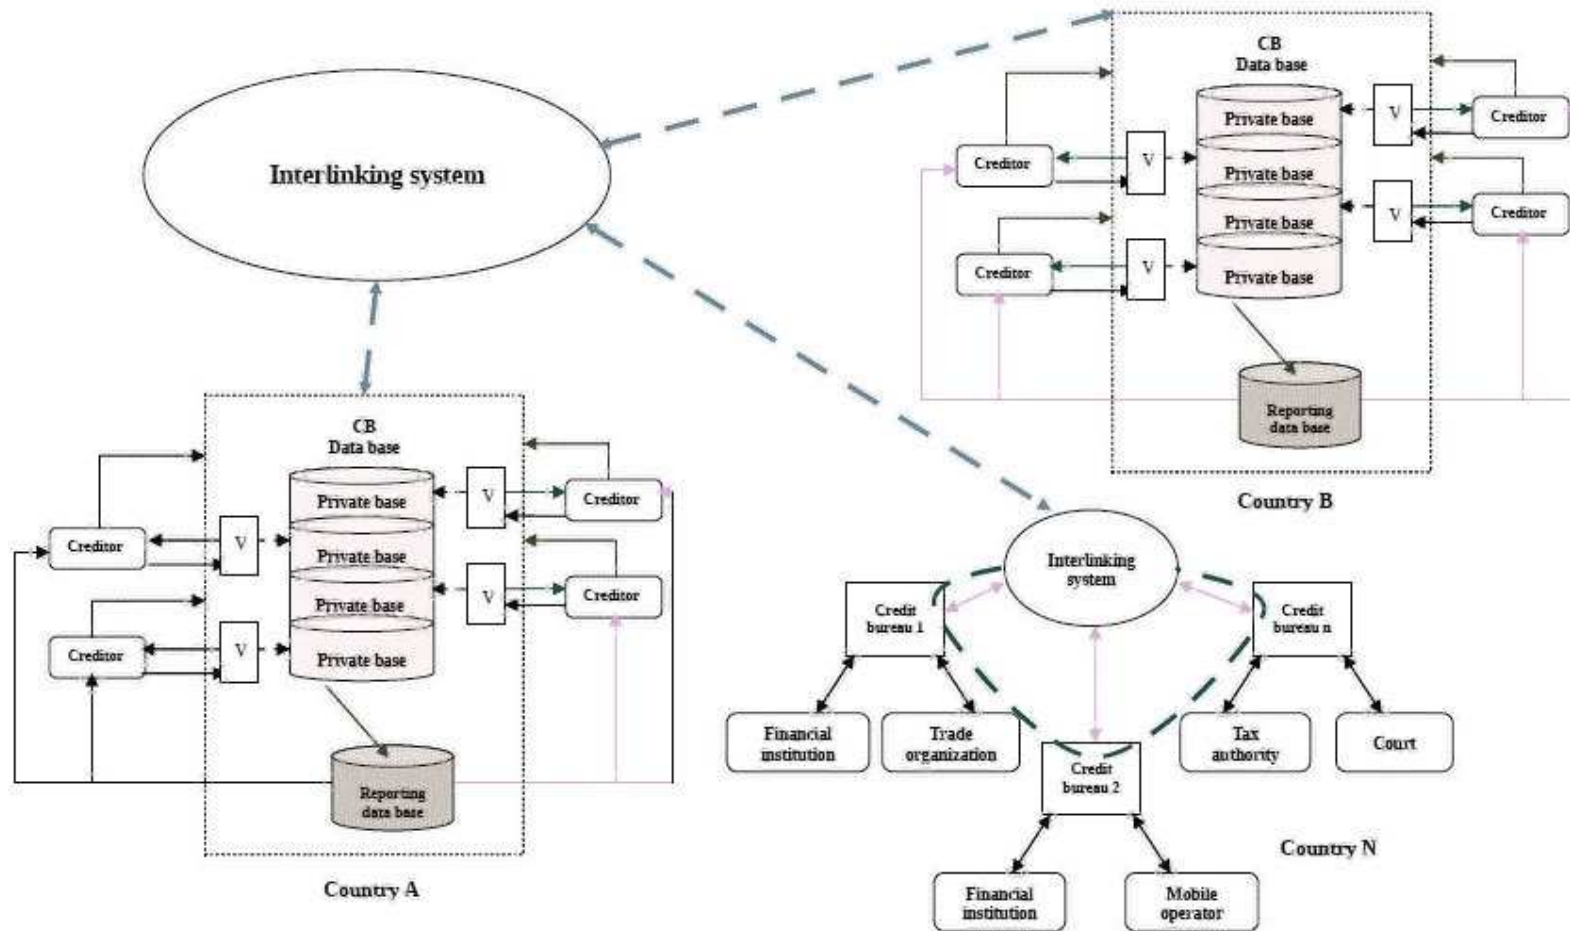 Interlinking system
CB
Data base
Private base
Private base
Private base
Private base
V
V
V
V
Creditor
Creditor
Creditor
Creditor
Reporting
data base
Country B
CB
Data base
Private base
Private base
Private base
Private base
V
V
V
V
Creditor
Creditor
Creditor
Creditor
Reporting
data base
Country A
Interlinking
system
Credit
bureau 1
Credit
bureau n
Financial
institution
Trade
organization
Tax
authority
Court
Credit
bureau 2
Financial
institution
Mobile
operator
Country N